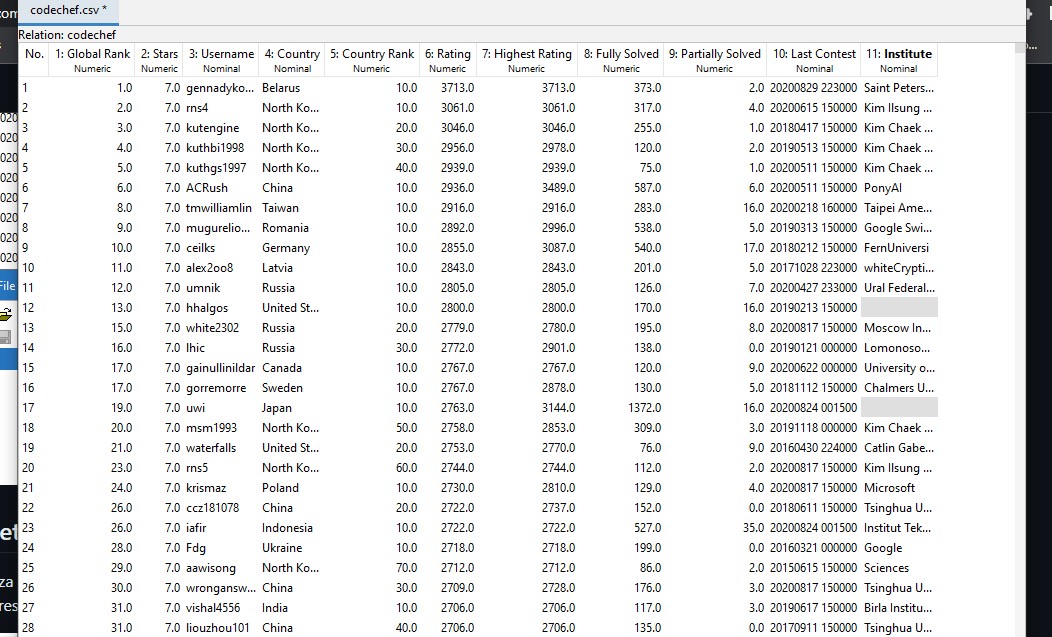 codechef.csv *
Relation: codechef
No. 1: Global Rank 2: Stars 3: Username 4: Country 5: Country Rank 6: Rating 7: Highest Rating 8: Fully Solved 9: Partially Solved 10: Last Contest 11: Institute
Numeric Numeric Nominal Nominal Numeric Numeric Numeric Numeric Numeric Nominal Nominal
1 1.0 7.0 gennadyko... Belarus 10.0 3713.0 3713.0 373.0 2.0 20200829 223000 Saint Peters...
2 2.0 7.0 rns4 North Ko... 10.0 3061.0 3061.0 317.0 4.0 20200615 150000 Kim Ilsung ...
3 3.0 7.0 kutengine North Ko... 20.0 3046.0 3046.0 255.0 1.0 20180417 150000 Kim Chaek ...
4 4.0 7.0 kuthbi1998 North Ko... 30.0 2956.0 2978.0 120.0 2.0 20190513 150000 Kim Chaek ...
5 5.0 7.0 kuthgs1997 North Ko... 40.0 2939.0 2939.0 75.0 1.0 20200511 150000 Kim Chaek ...
6 6.0 7.0 ACRush China 10.0 2936.0 3489.0 587.0 6.0 20200511 150000 PonyAI
7 8.0 7.0 tmwilliamlin Taiwan 10.0 2916.0 2916.0 283.0 16.0 20200218 160000 Taipei Ame...
8 9.0 7.0 mugurelio... Romania 10.0 2892.0 2996.0 538.0 5.0 20190313 150000 Google Swi...
9 10.0 7.0 ceilks Germany 10.0 2855.0 3087.0 540.0 17.0 20180212 150000 FernUniversi
10 11.0 7.0 alex2oo8 Latvia 10.0 2843.0 2843.0 201.0 5.0 20171028 223000 whiteCrypti...
11 12.0 7.0 umnik Russia 10.0 2805.0 2805.0 126.0 7.0 20200427 233000 Ural Federal...
12 13.0 7.0 hhalgos United St... 10.0 2800.0 2800.0 170.0 16.0 20190213 150000
13 15.0 7.0 white2302 Russia 20.0 2779.0 2780.0 195.0 8.0 20200817 150000 Moscow In...
14 16.0 7.0 lhic Russia 30.0 2772.0 2901.0 138.0 0.0 20190121 000000 Lomonoso...
15 17.0 7.0 gainullinildar Canada 10.0 2767.0 2767.0 120.0 9.0 20200622 000000 University o...
16 17.0 7.0 gorremorre Sweden 10.0 2767.0 2878.0 130.0 5.0 20181112 150000 Chalmers U...
17 19.0 7.0 uwi Japan 10.0 2763.0 3144.0 1372.0 16.0 20200824 001500
18 20.0 7.0 msm1993 North Ko... 50.0 2758.0 2853.0 309.0 3.0 20191118 000000 Kim Chaek ...
19 21.0 7.0 waterfalls United St... 20.0 2753.0 2770.0 76.0 9.0 20160430 224000 Catlin Gabe...
20 23.0 7.0 rns5 North Ko... 60.0 2744.0 2744.0 112.0 2.0 20200817 150000 Kim Ilsung ...
21 24.0 7.0 krismaz Poland 10.0 2730.0 2810.0 129.0 4.0 20200817 150000 Microsoft
22 26.0 7.0 ccz181078 China 20.0 2722.0 2737.0 152.0 0.0 20180611 150000 Tsinghua U...
23 26.0 7.0 iafir Indonesia 10.0 2722.0 2722.0 527.0 35.0 20200824 001500 Institut Tek...
24 28.0 7.0 Fdg Ukraine 10.0 2718.0 2718.0 199.0 0.0 20160321 000000 Google
25 29.0 7.0 aawisong North Ko... 70.0 2712.0 2712.0 86.0 2.0 20150615 150000 Sciences
26 30.0 7.0 wrongansw... China 30.0 2709.0 2728.0 176.0 3.0 20200817 150000 Tsinghua U...
27 31.0 7.0 vishal4556 India 10.0 2706.0 2706.0 117.0 3.0 20190617 150000 Birla Institu...
28 31.0 7.0 liouzhou101 China 40.0 2706.0 2706.0 135.0 0.0 20170911 150000 Tsinghua U...